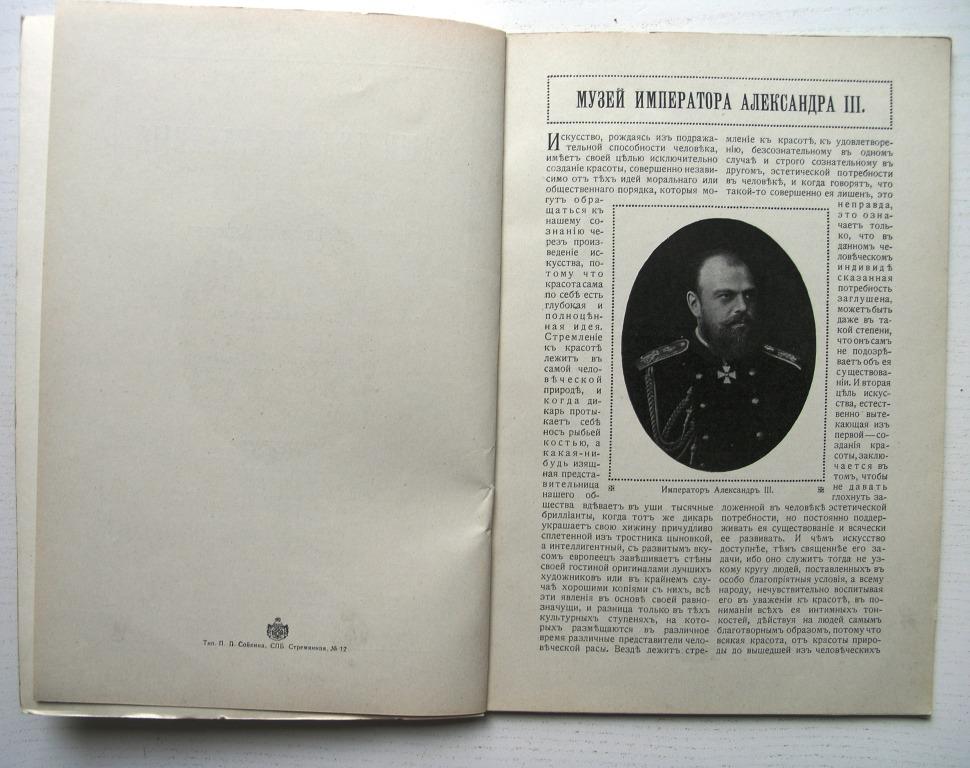 Тип. П. П. Сойкина, СПБ. Стремянная, № 12
МУЗЕЙ ИМПЕРАТОРА АЛЕКСАНДРА III.
Искусство, рождаясь изъ подража-
тельной способности человѣка,
имѣетъ своей цѣлью исключительно
созданіе красоты, совершенно независи-
симо отъ тѣхъ идей моральнаго или
общественнаго порядка, которыя мо-
гутъ обра-
щаться къ
нашему со-
знанію че-
резъ произ-
веденіе ис-
кусства, по-
тому что
красота сама
по себѣ есть
глубокая и
полноцѣн-
ная идея.
Стремленіе
къ красотѣ
лежитъ въ
самой чело-
вѣческой
природѣ, и
когда ди-
карь проты-
каетъ себѣ
носъ рыбьей
костью, а
какая-ни-
будь изящ-
ная предста-
вительница
нашего об-
щества вдѣваетъ въ уши тысячные
брилліанты, когда тотъ же дикарь
украшаетъ свою хижину причудливо
сплетенной изъ тростника цыновкой,
а интеллигентный, съ развитымъ вку-
сомъ европеецъ завѣшиваетъ стѣны
своей гостиной оригиналами лучшихъ
художниковъ или въ крайнемъ слу-
чаѣ хорошими копіями съ нихъ, всѣ
эти явленія въ основѣ своей равно-
значущи, и разница только въ тѣхъ
культурныхъ ступеняхъ, на кото-
рыхъ размѣщаются въ различное
время различные представители чело-
вѣческой расы. Вездѣ лежитъ стре-
мленіе къ красотѣ, къ удовлетворе-
нію, безсознательному въ одномъ
случаѣ и строго сознательному въ
другомъ, эстетической потребности
въ человѣкѣ, и когда говорятъ, что
такой-то совершенно ея лишенъ, это
неправда,
это озна-
чаетъ толь-
ко, что въ
данномъ че-
ловѣческомъ
индивидѣ
сказанная
потребность
заглушена,
можетъ быть
даже въ та-
кой степени,
что онъ самъ
не подозрѣ-
ваетъ объ ея
существова-
ніи. И вторая
цѣль искус-
ства, естест-
венно выте-
кающая изъ
первой—со-
зданія кра-
соты, заклю-
чается въ
томъ, чтобы
не давать
глохнуть за-
ложенной въ человѣкѣ эстетической
потребности, но постоянно поддер-
живать ея существованіе и всячески
ее развивать. И чѣмъ искусство
доступнѣе, тѣмъ священнѣе его за-
дачи, ибо оно служитъ тогда не уз-
кому кругу людей, поставленныхъ въ
особо благопріятныя условія, а всему
народу, нечувствительно воспитывая
его въ уваженіи къ красотѣ, въ по-
ниманіи всѣхъ ея интимныхъ тон-
костей, дѣйствуя на людей самымъ
благотворнымъ образомъ, потому что
всякая красота, отъ красоты приро-
ды до вышедшей изъ человѣческихъ
Императоръ Александръ III.